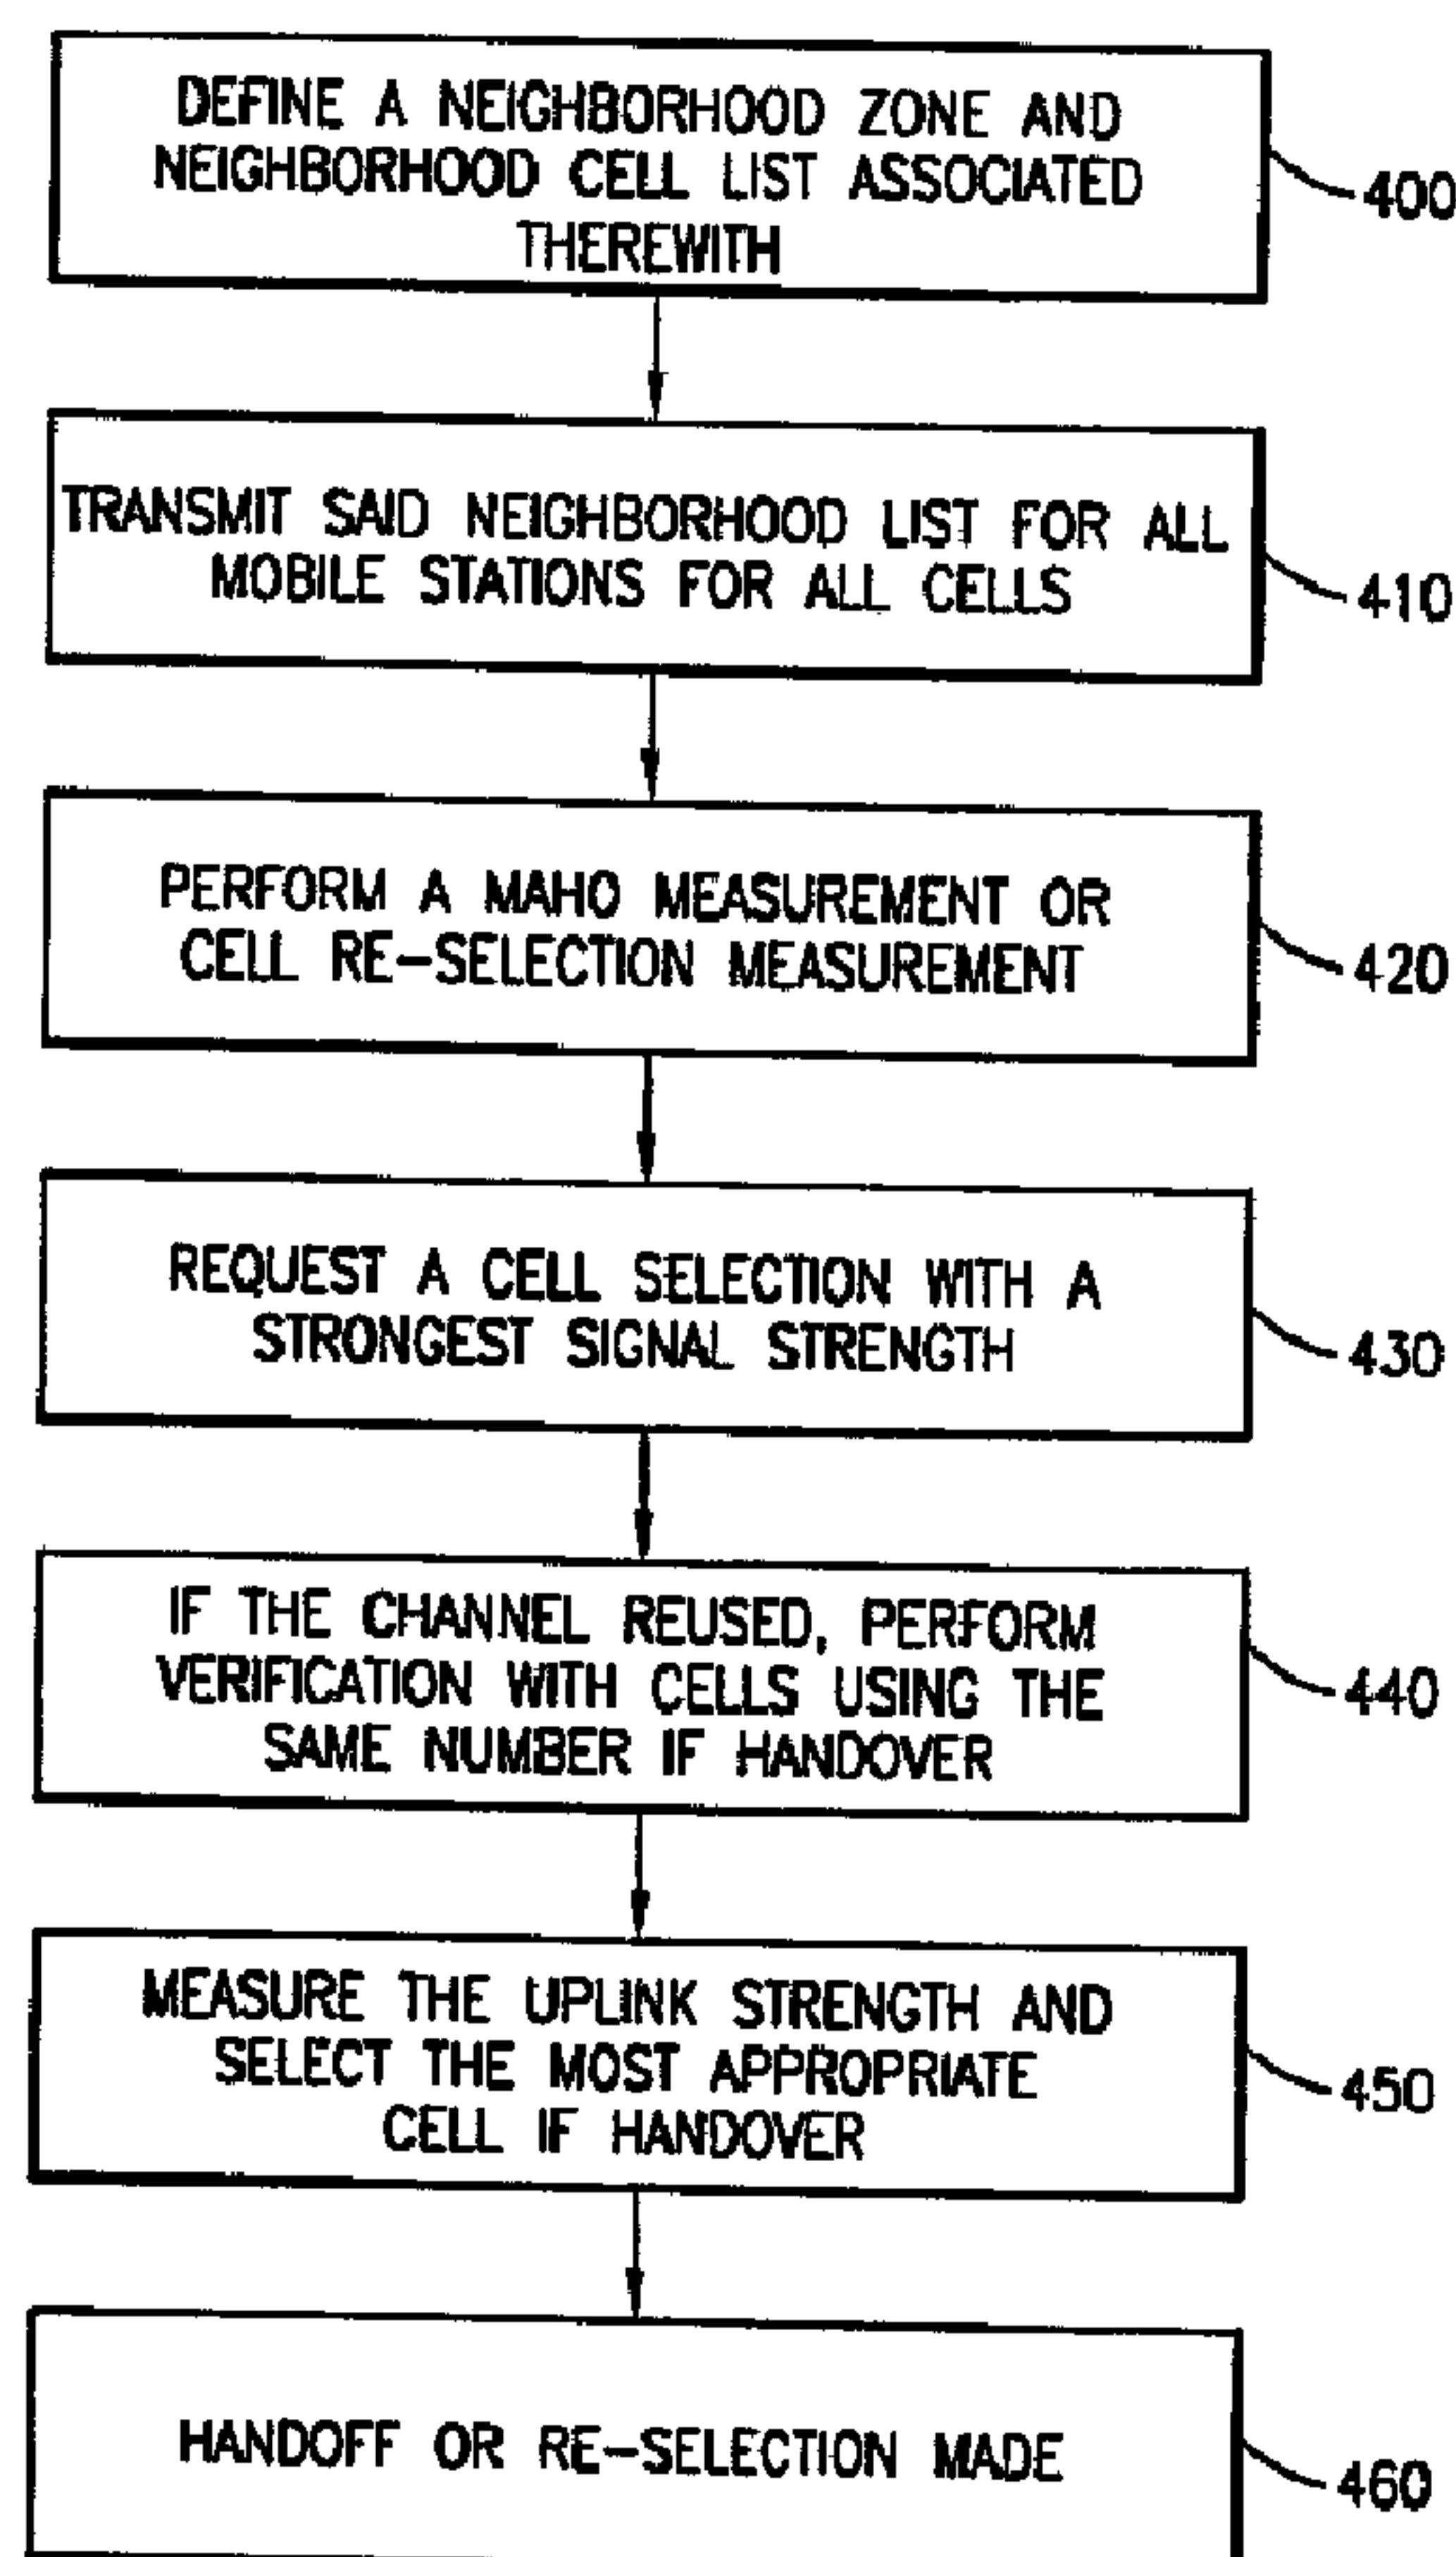 DEFINE A NEIGHBORHOOD ZONE AND
NEIGHBORHOOD CELL LIST ASSOCIATED
THEREWITH
400
TRANSMIT SAID NEIGHBORHOOD LIST FOR ALL
MOBILE STATIONS FOR ALL CELLS
410
PERFORM A MAHO MEASUREMENT OR
CELL RE-SELECTION MEASUREMENT
420
REQUEST A CELL SELECTION WITH A
STRONGEST SIGNAL STRENGTH
430
IF THE CHANNEL REUSED, PERFORM
VERIFICATION WITH CELLS USING THE
SAME NUMBER IF HANDOVER
440
MEASURE THE UPLINK STRENGTH AND
SELECT THE MOST APPROPRIATE
CELL IF HANDOVER
450
HANDOFF OR RE-SELECTION MADE
460